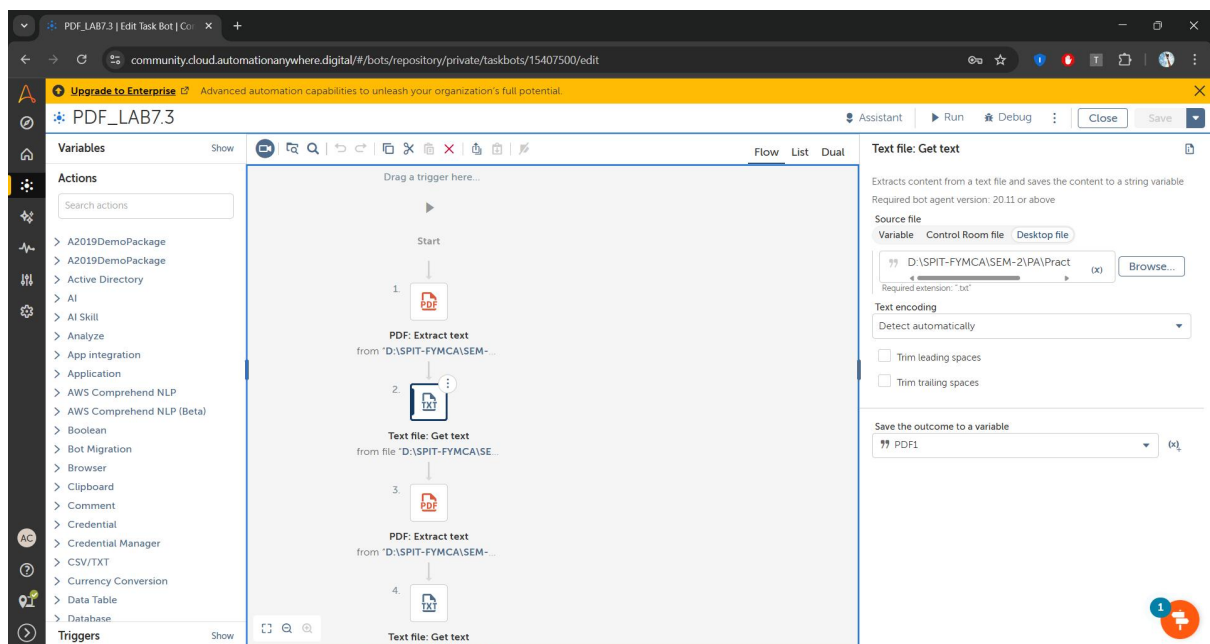 PDF_LAB7.3 | Edit Task Bot | Co
community.cloud.automationanywhere.digital/#/bots/repository/private/taskbots/15407500/edit
T
Upgrade to Enterprise Advanced automation capabilities to unleash your organization's full potential.
PDF_LAB7.3
Assistant
Run
Debug
Close
Save
Variables
Show
Flow
List
Dual
Actions
Search actions
A2019DemoPackage
A2019DemoPackage
Active Directory
AI
AI Skill
Analyze
App integration
Application
AWS Comprehend NLP
AWS Comprehend NLP (Beta)
Boolean
Bot Migration
Browser
Clipboard
Comment
Credential
Credential Manager
CSV/TXT
Currency Conversion
Data Table
Database
Triggers
Show
AC
Drag a trigger here...
Start
1.
PDF
PDF: Extract text
from "D:\SPIT-FYMCA\SEM-...
2.
TXT
Text file: Get text
from file "D:\SPIT-FYMCA\SE...
3.
PDF
PDF: Extract text
from "D:\SPIT-FYMCA\SEM-...
4.
TXT
Text file: Get text
Text file: Get text
Extracts content from a text file and saves the content to a string variable
Required bot agent version: 20.11 or above
Source file
Variable
Control Room file
Desktop file
D:\SPIT-FYMCA\SEM-2\PA\Pract
(x)
Browse...
Required extension: ".txt"
Text encoding
Detect automatically
Trim leading spaces
Trim trailing spaces
Save the outcome to a variable
PDF1
(x)
1